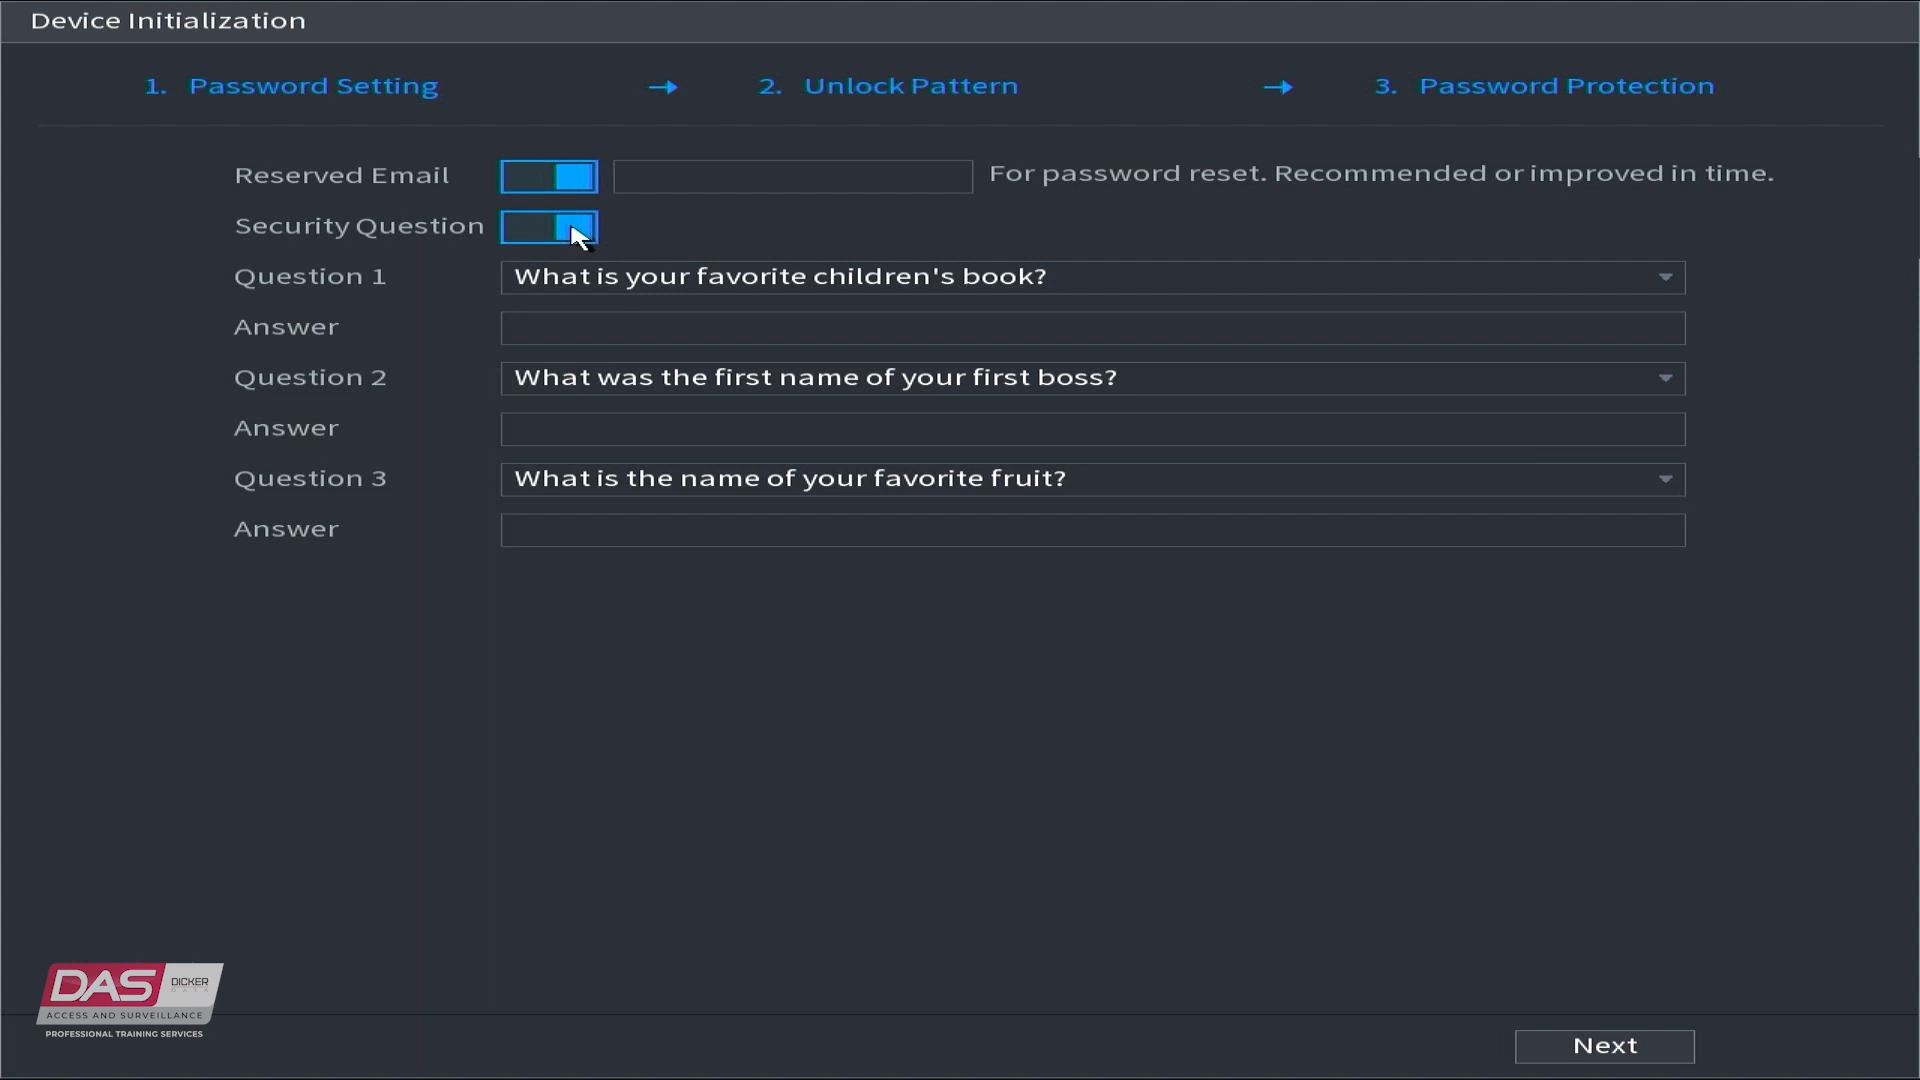 Device Initialization
1. Password Setting → 2. Unlock Pattern → 3. Password Protection
Reserved Email For password reset. Recommended or improved in time.
Security Question
Question 1 What is your favorite children's book?
Answer
Question 2 What was the first name of your first boss?
Answer
Question 3 What is the name of your favorite fruit?
Answer
DAS DICKER
DATA
ACCESS AND SURVEILLANCE
PROFESSIONAL TRAINING SERVICES
Next